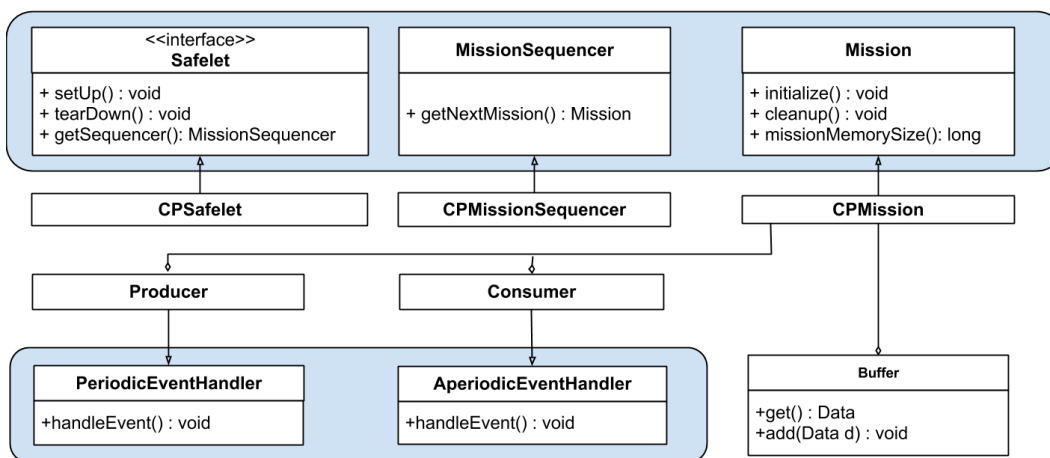 <<interface>>
Safelet
+ setUp() : void
+ tearDown() : void
+ getSequencer(): MissionSequencer
MissionSequencer
+ getNextMission() : Mission
Mission
+ initialize() : void
+ cleanup() : void
+ missionMemorySize(): long
CPSafelet
CPMissionSequencer
CPMission
Producer
Consumer
PeriodicEventHandler
+handleEvent() : void
AperiodicEventHandler
+handleEvent() : void
Buffer
+get() : Data
+add(Data d) : void